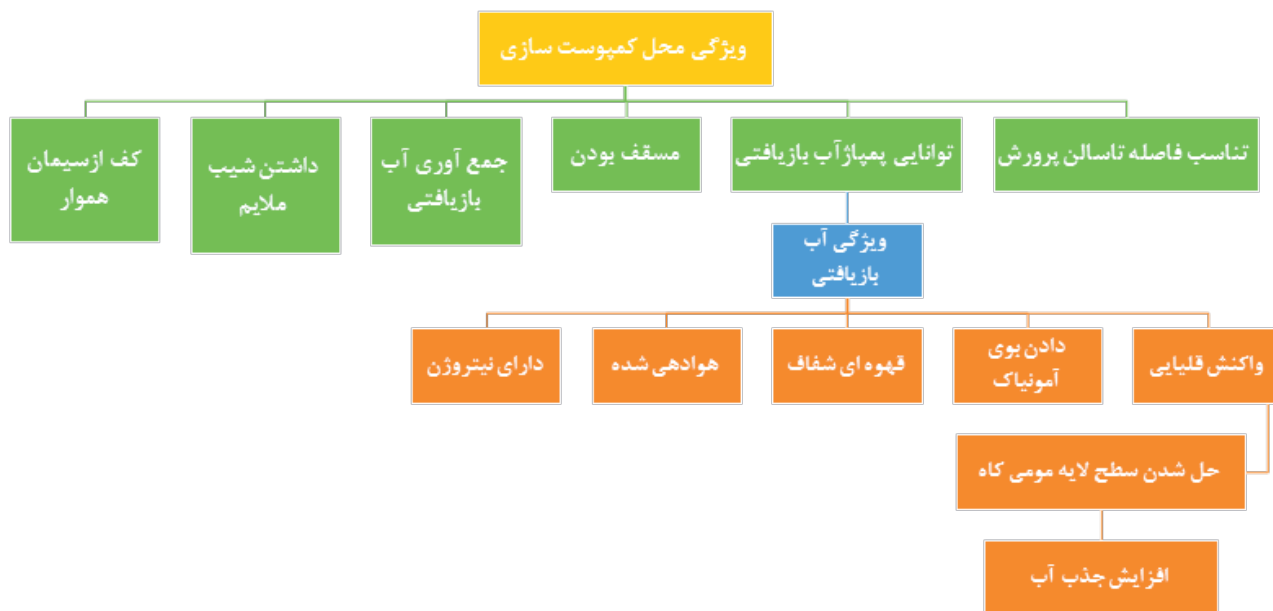 ویژگی محل کمپوست سازی
تناسب فاصله تاسالن پرورش
توانایی پمپاژآب بازیافتی
مسقف بودن
جمع آوری آب
بازیافتی
داشتن شیب
ملایم
کف ازسیمان
هموار
ویژگی آب
بازیافتی
واکنش قلیایی
دادن بوی
آمونیاک
قهوه ای شفاف
هوادهی شده
دارای نیتروژن
حل شدن سطح لایه مومی کاه
افزایش جذب آب